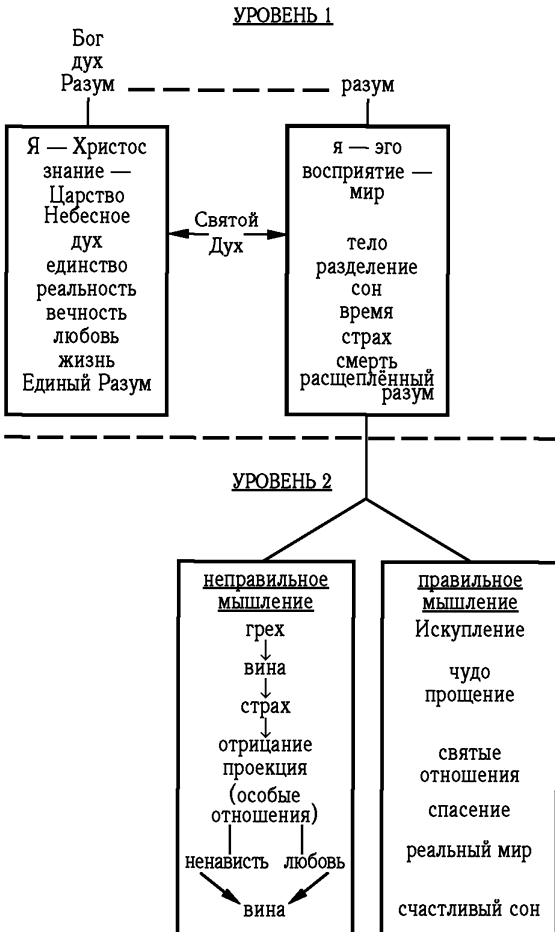 УРОВЕНЬ 1
Бог
дух
Разум
разум
Я — Христос
знание —
Царство
Небесное
дух
единство
реальность
вечность
любовь
жизнь
Единый Разум
Святой
Дух
я — эго
восприятие —
мир
тело
разделение
сон
время
страх
смерть
расщеплённый
разум
УРОВЕНЬ 2
неправильное
мышление
грех
вина
страх
отрицание
проекция
(особые
отношения)
ненависть любовь
вина
правильное
мышление
Искупление
чудо
прощение
святые
отношения
спасение
реальный мир
счастливый сон